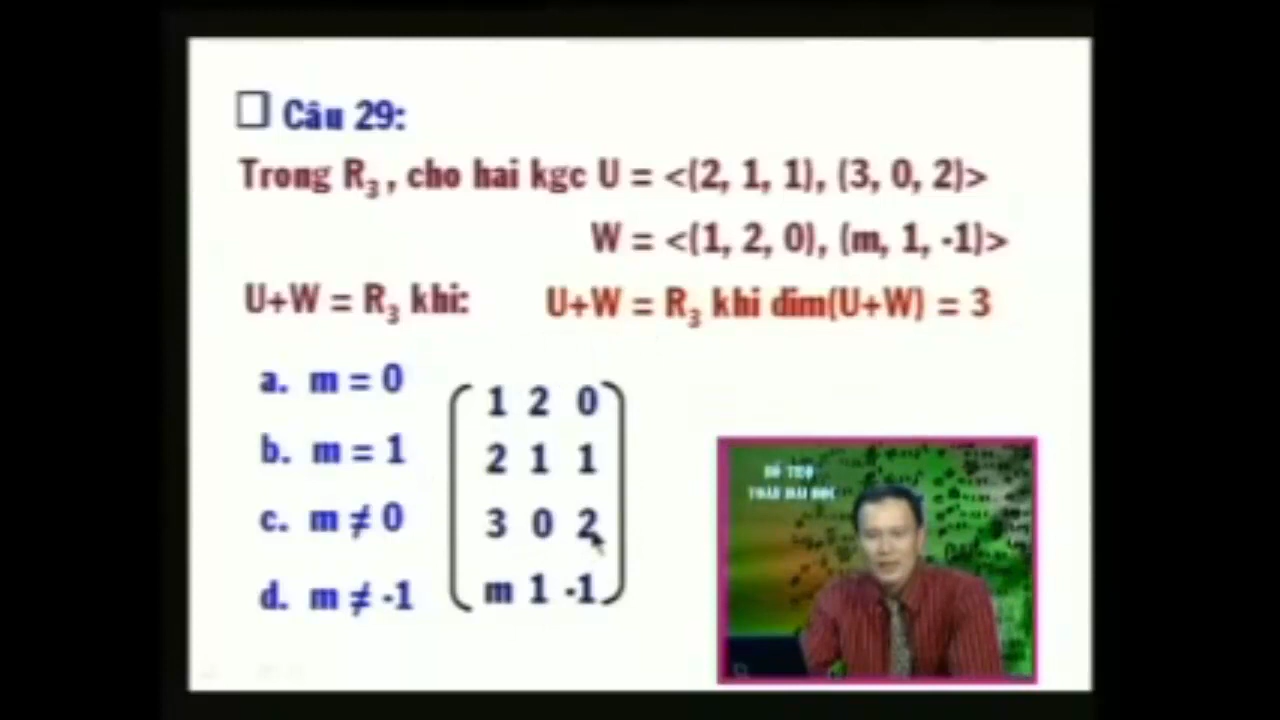 Câu 29:
Trong R3, cho hai kgc U = <(2, 1, 1), (3, 0, 2)>
W = <(1, 2, 0), (m, 1, -1)>
U+W = R3 khi: U+W = R3 khi dim(U+W) = 3
a. m = 0
b. m = 1
c. m ≠ 0
d. m ≠ -1
1 2 0
2 1 1
3 0 2
m 1 -1